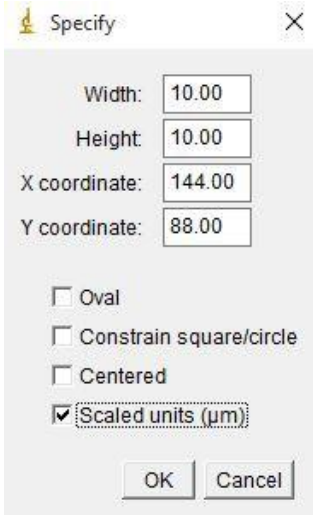 Specify
Width: 10.00
Height: 10.00
X coordinate: 144.00
Y coordinate: 88.00
Oval
Constrain square/circle
Centered
Scaled units (µm)
OK Cancel